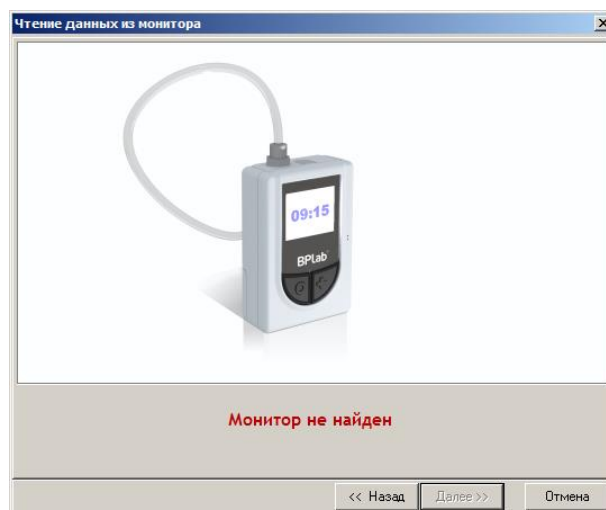 Чтение данных из монитора
09:15
BPLab
Монитор не найден
<< Назад
Далее >>
Отмена